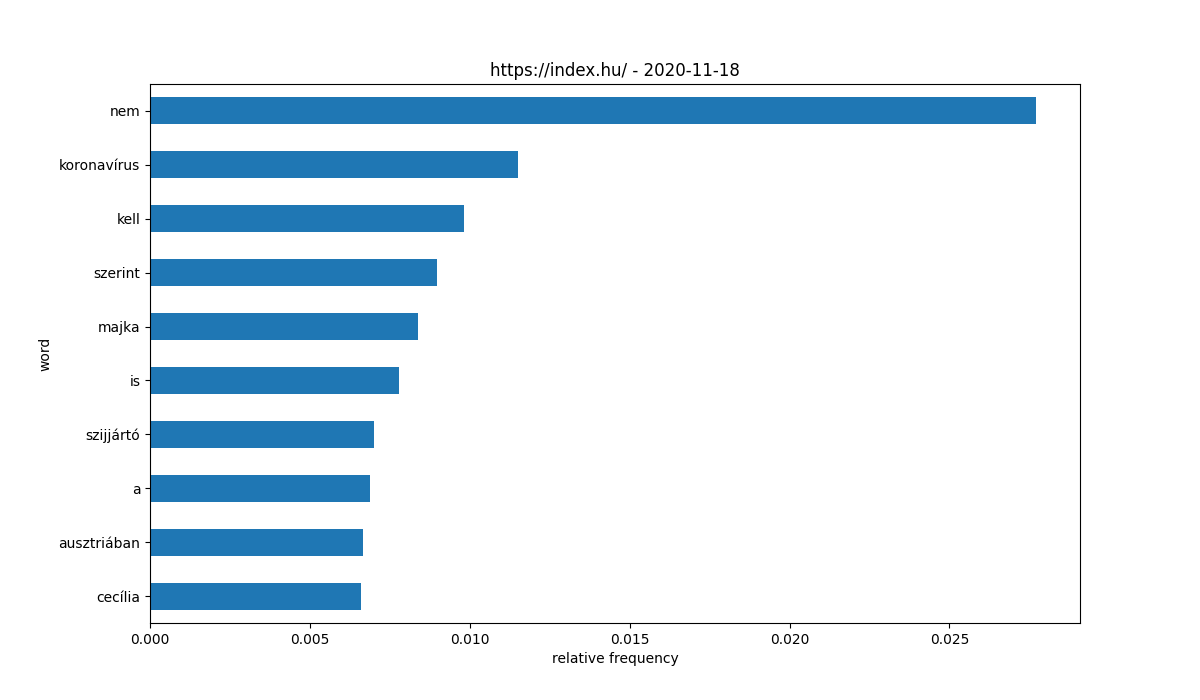 https://index.hu/ - 2020-11-18
nem
koronavírus
kell
szerint
majka
is
szijjártó
a
ausztriában
cecília
word
0.000 0.005 0.010 0.015 0.020 0.025
relative frequency